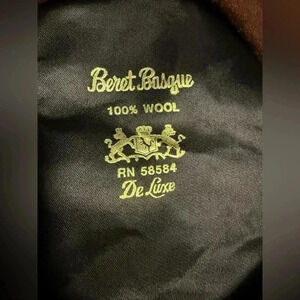 Beret Basque
100% WOOL
RN 58584
De Luxe